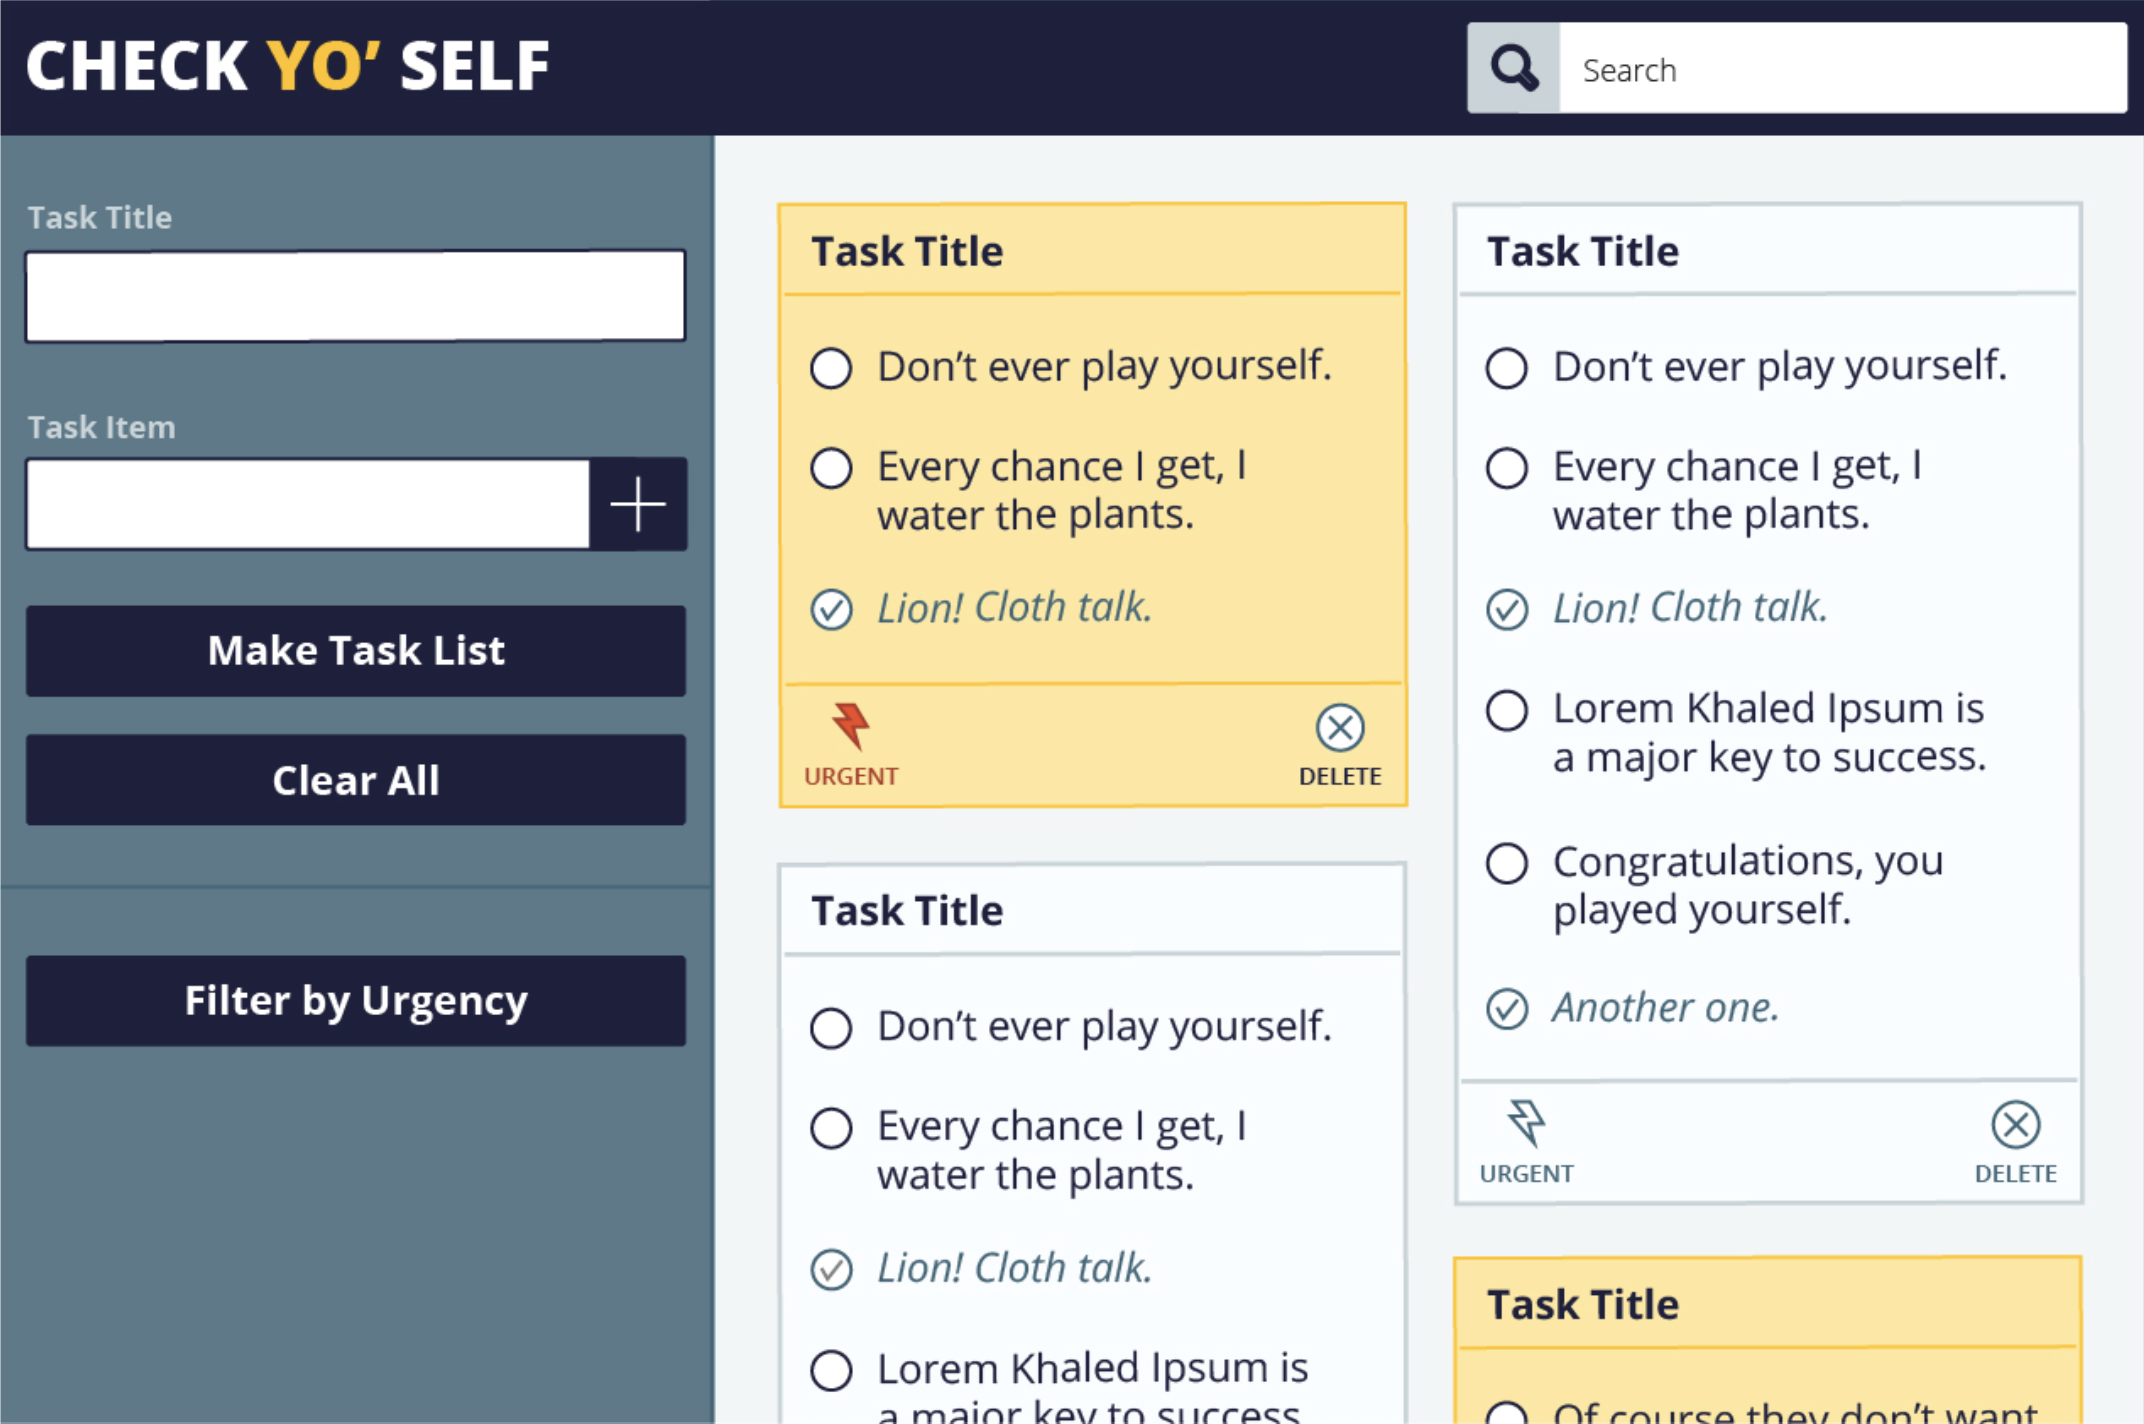 CHECK YO’ SELF
Search
Task Title
Task Item
Make Task List
Clear All
Filter by Urgency
Task Title
Don’t ever play yourself.
Every chance I get, I
water the plants.
Lion! Cloth talk.
URGENT
DELETE
Task Title
Don’t ever play yourself.
Every chance I get, I
water the plants.
Lion! Cloth talk.
Lorem Khaled Ipsum is
a major key to success
Task Title
Don’t ever play yourself.
Every chance I get, I
water the plants.
Lion! Cloth talk.
Lorem Khaled Ipsum is
a major key to success.
Congratulations, you
played yourself.
Another one.
URGENT
DELETE
Task Title
Of course they don’t want